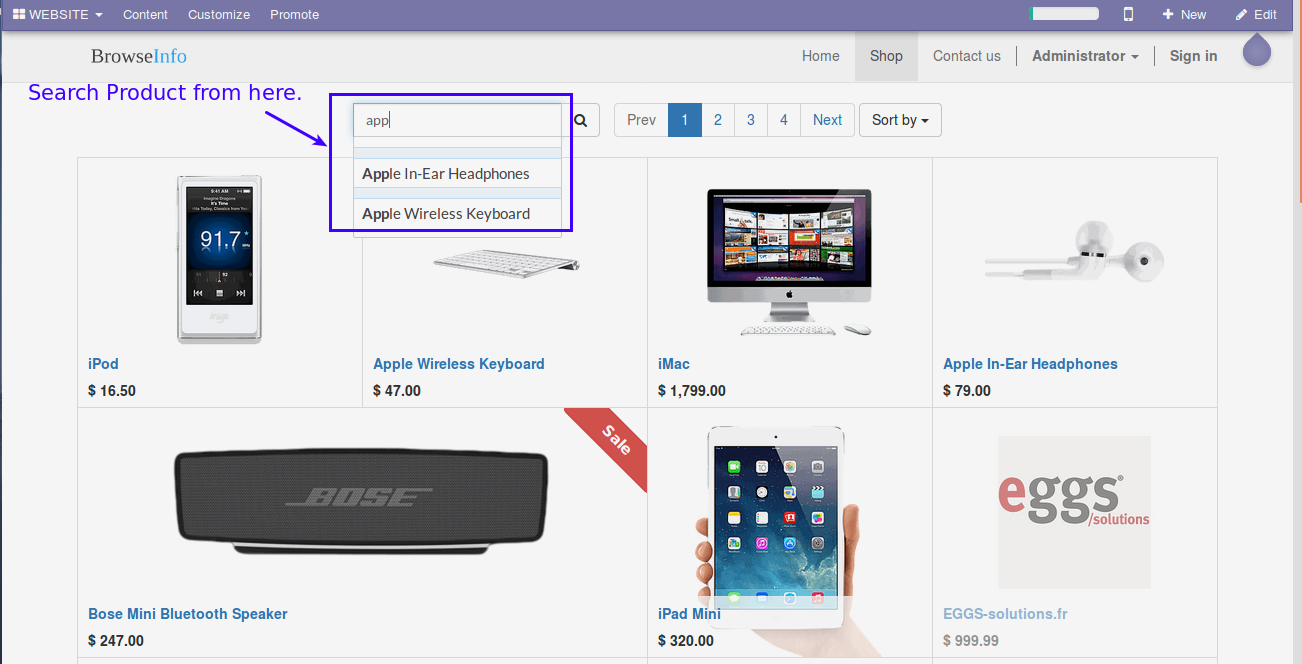 WEBSITE Content Customize Promote New Edit
BrowseInfo Home Shop Contact us Administrator Sign in
Search Product from here.
app Prev 1 2 3 4 Next Sort by
Apple In-Ear Headphones
Apple Wireless Keyboard
9:41 AM
Imagine Dragons
It's Time
91.7
92
iPod Apple Wireless Keyboard iMac Apple In-Ear Headphones
$ 16.50 $ 47.00 $ 1,799.00 $ 79.00
Sale
BOSE
eggs
/solutions
Bose Mini Bluetooth Speaker iPad Mini EGGS-solutions.fr
$ 247.00 $ 320.00 $ 999.99